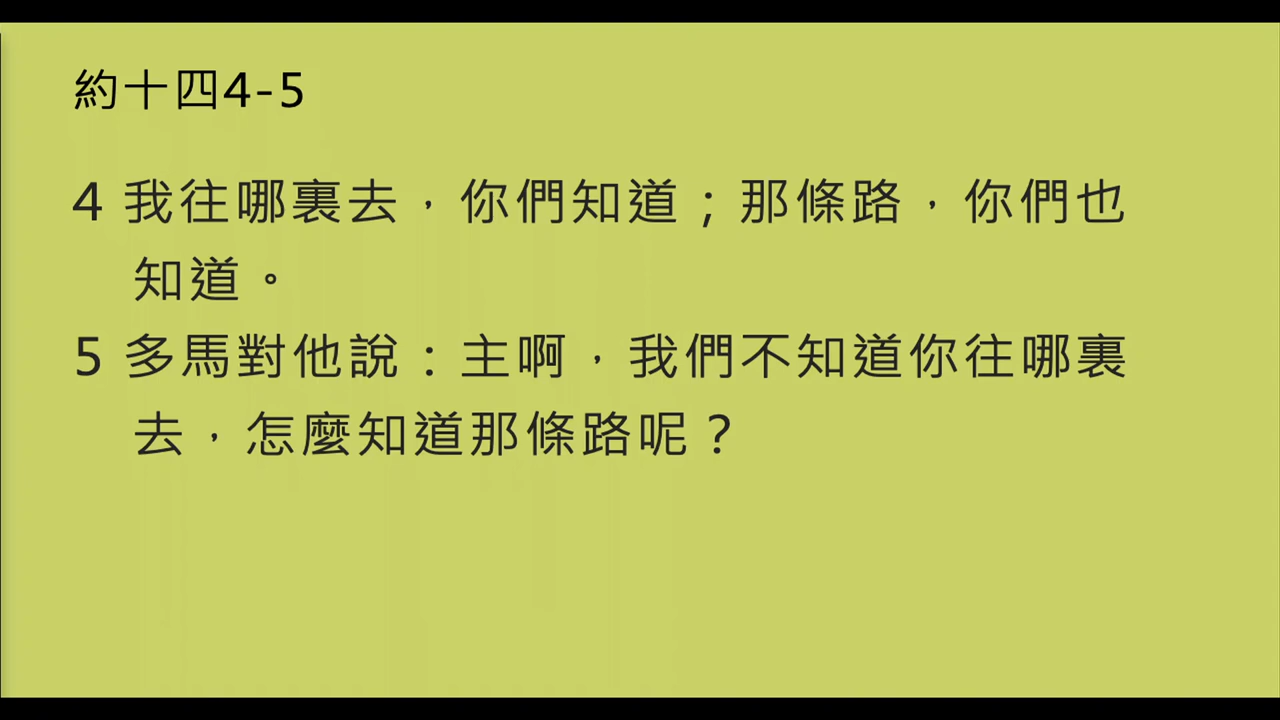 約十四4-5
4 我往哪裏去，你們知道；那條路，你們也
知道。
5 多馬對他說：主啊，我們不知道你往哪裏
去，怎麼知道那條路呢？